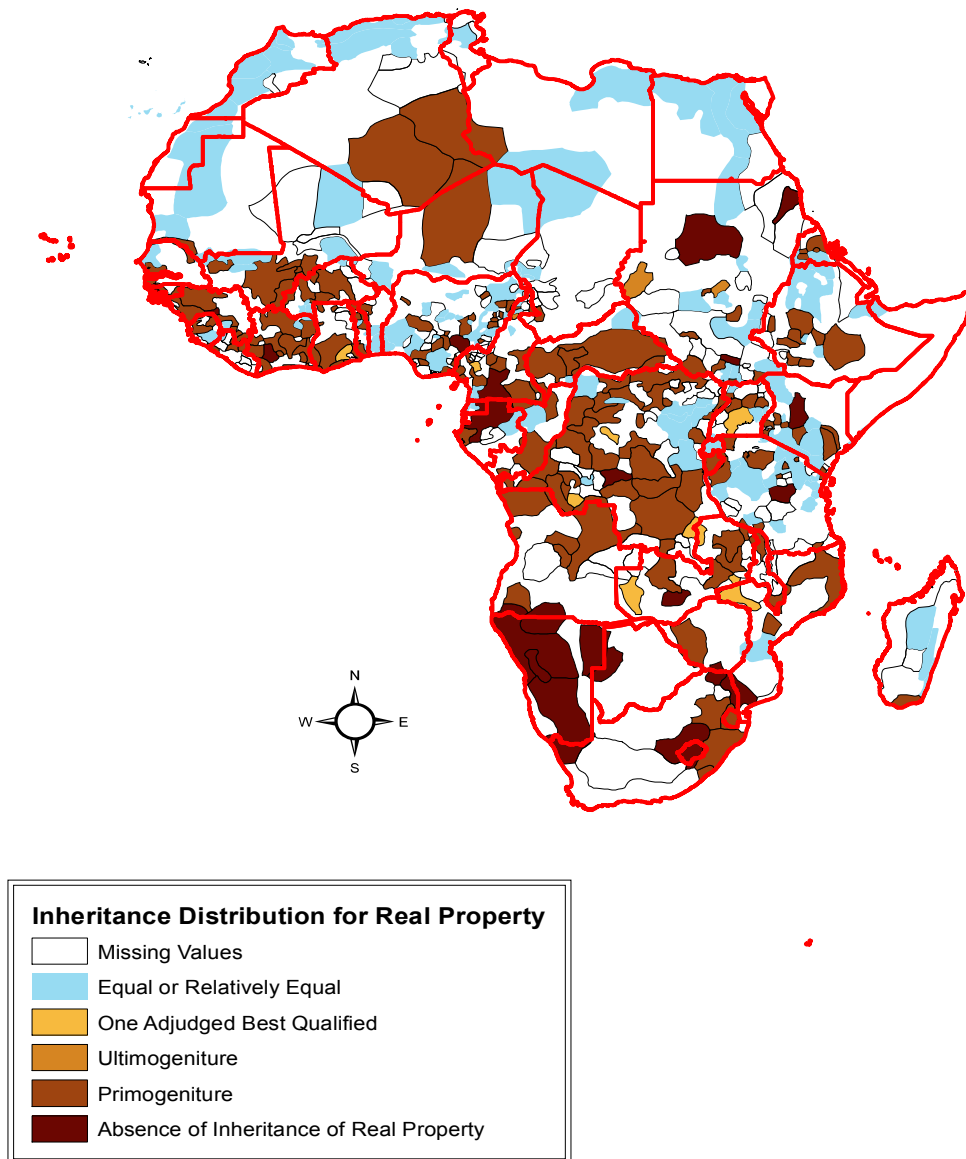 N
W E
S
Inheritance Distribution for Real Property
Missing Values
Equal or Relatively Equal
One Adjudged Best Qualified
Ultimogeniture
Primogeniture
Absence of Inheritance of Real Property